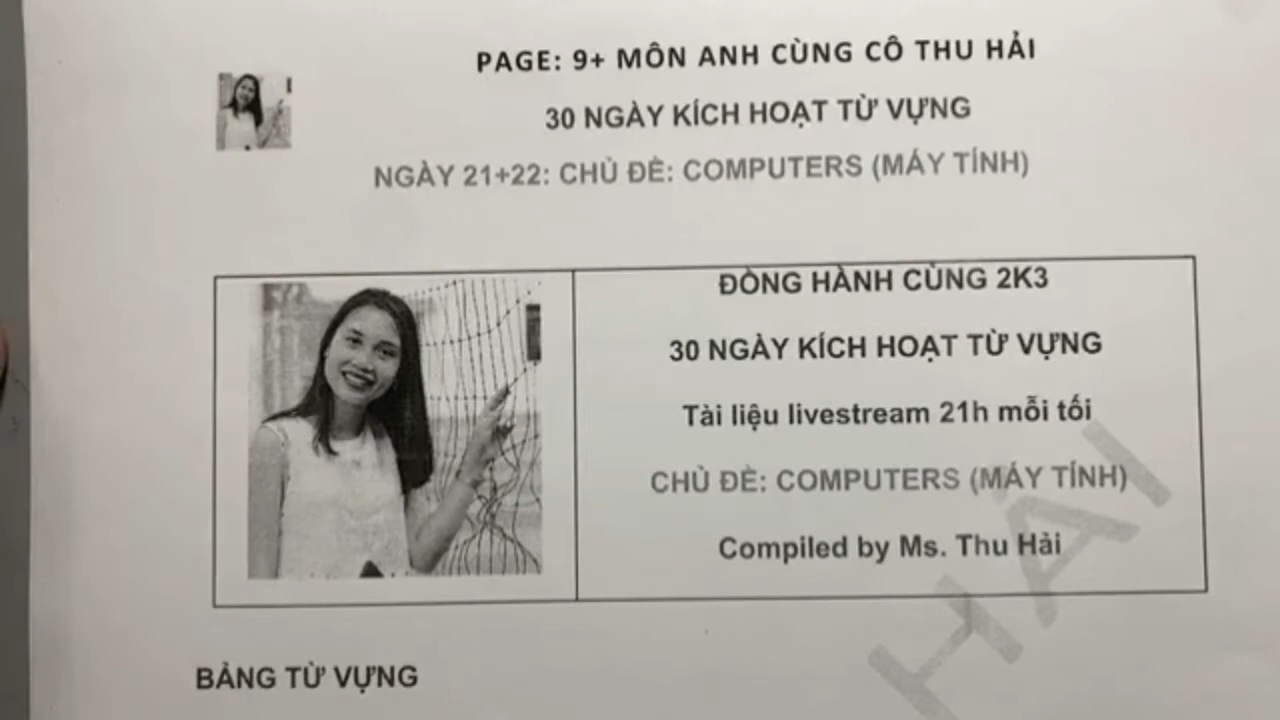 PAGE: 9+ MÔN ANH CÙNG CÔ THU HẢI
30 NGÀY KÍCH HOẠT TỪ VỰNG
NGÀY 21+22: CHỦ ĐỀ: COMPUTERS (MÁY TÍNH)
ĐỒNG HÀNH CÙNG 2K3
30 NGÀY KÍCH HOẠT TỪ VỰNG
Tài liệu livestream 21h mỗi tối
CHỦ ĐỀ: COMPUTERS (MÁY TÍNH)
Compiled by Ms. Thu Hải
HẢI
BẢNG TỪ VỰNG